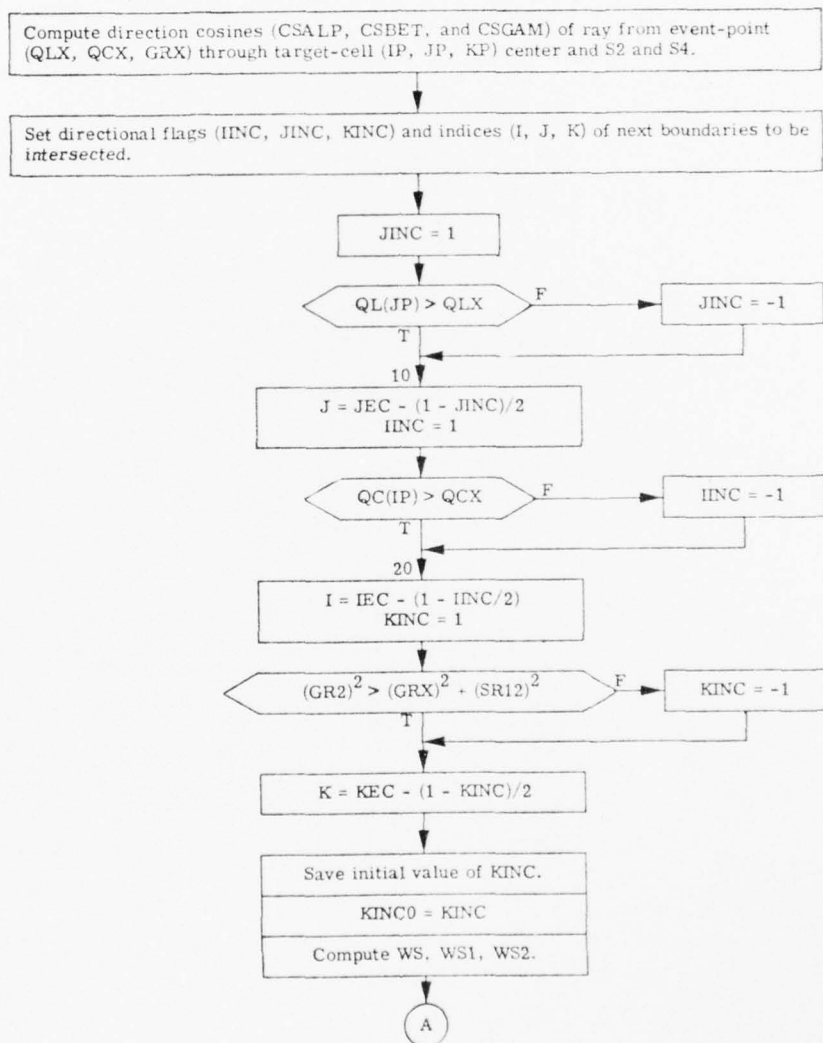 Compute direction cosines (CSALP, CSBET, and CSGAM) of ray from event-point
(QLX, QCX, GRX) through target-cell (IP, JP, KP) center and S2 and S4.
Set directional flags (IINC, JINC, KINC) and indices (I, J, K) of next boundaries to be
intersected.
JINC = 1
QL(JP) > QLX
F
JINC = -1
T
10
J = JEC - (1 - JINC)/2
IINC = 1
QC(IP) > QCX
F
IINC = -1
T
20
I = IEC - (1 - IINC/2)
KINC = 1
(GR2)² > (GRX)² + (SR12)²
F
KINC = -1
T
K = KEC - (1 - KINC)/2
Save initial value of KINC.
KINC0 = KINC
Compute WS, WS1, WS2.
A